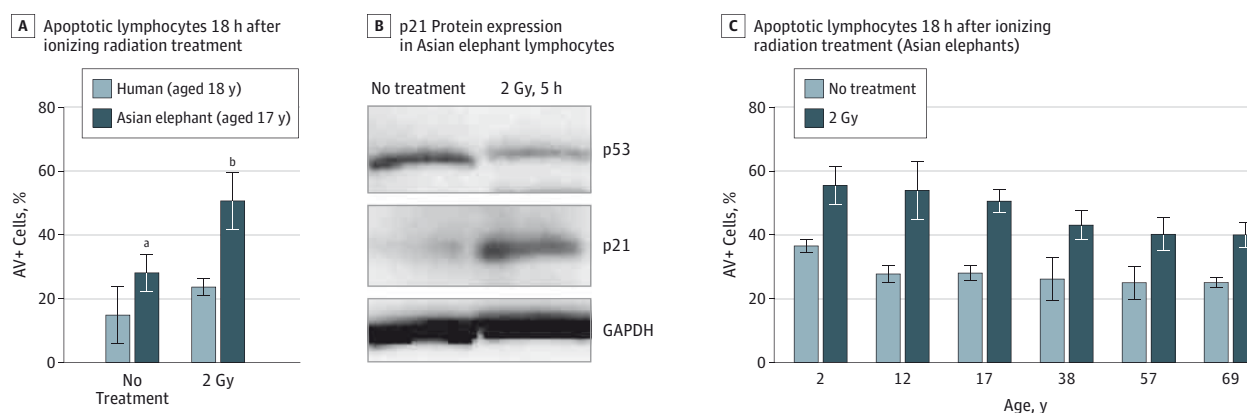 A Apoptotic lymphocytes 18 h after
ionizing radiation treatment
Human (aged 18 y)
Asian elephant (aged 17 y)
80
60
40
20
0
AV+ Cells, %
a
b
No
Treatment
2 Gy
B p21 Protein expression
in Asian elephant lymphocytes
No treatment 2 Gy, 5 h
p53
p21
GAPDH
C Apoptotic lymphocytes 18 h after ionizing
radiation treatment (Asian elephants)
No treatment
2 Gy
80
60
40
20
0
AV+ Cells, %
2 12 17 38 57 69
Age, y